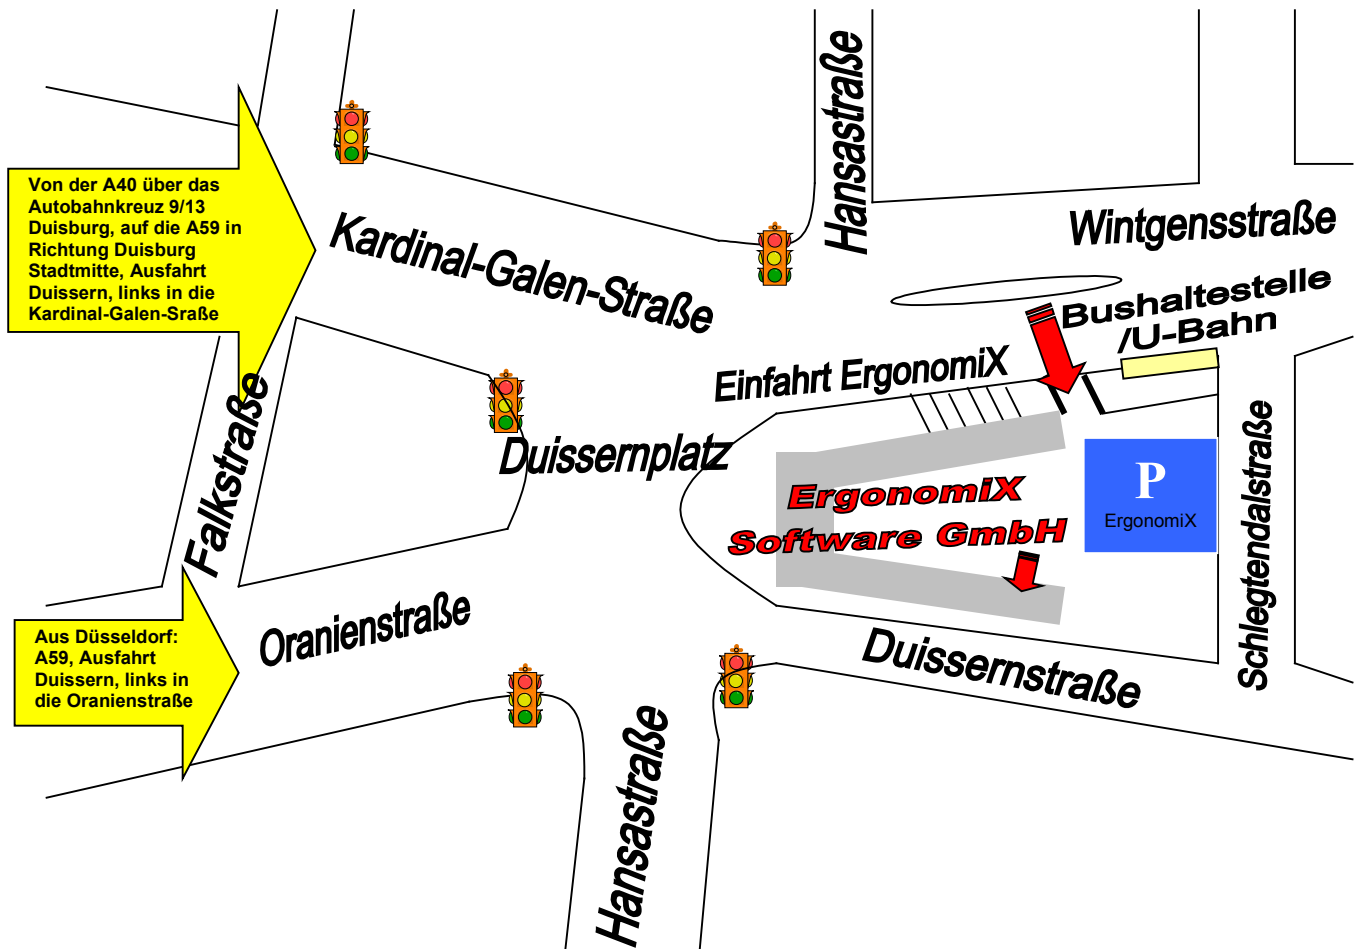 Hansastraße
Von der A40 über das
Autobahnkreuz 9/13
Duisburg, auf die A59 in
Richtung Duisburg
Stadtmitte, Ausfahrt
Duissern, links in die
Kardinal-Galen-Sraße
Kardinal-Galen-Straße
Wintgensstraße
Bushaltestelle
/U-Bahn
Einfahrt ErgonomiX
Falkstraße
Duissernplatz
ErgonomiX
Software GmbH
P
ErgonomiX
Schlegtendalstraße
Oranienstraße
Aus Düsseldorf:
A59, Ausfahrt
Duissern, links in
die Oranienstraße
Duissernstraße
Hansastraße